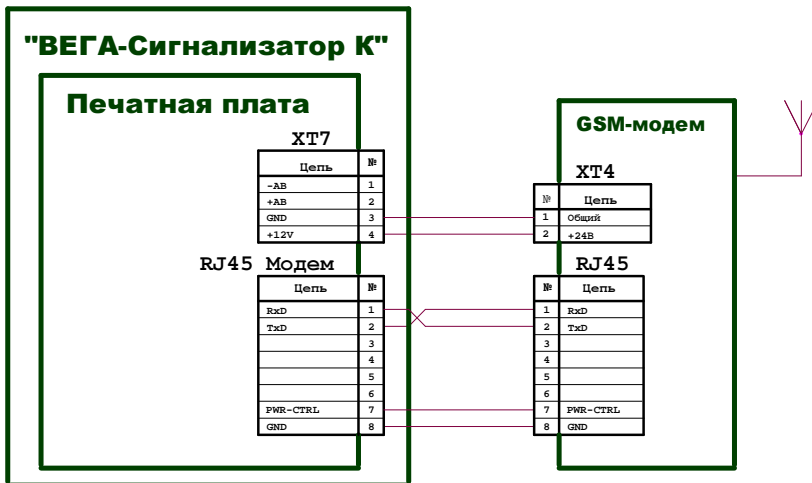 "ВЕГА-Сигнализатор К"
Печатная плата
XT7
Цепь №
-АВ 1
+АВ 2
GND 3
+12V 4
RJ45 Модем
Цепь №
RxD 1
TxD 2
3
4
5
6
PWR-CTRL 7
GND 8
GSM-модем
XT4
№ Цепь
1 Общий
2 +24В
RJ45
№ Цепь
1 RxD
2 TxD
3
4
5
6
7 PWR-CTRL
8 GND